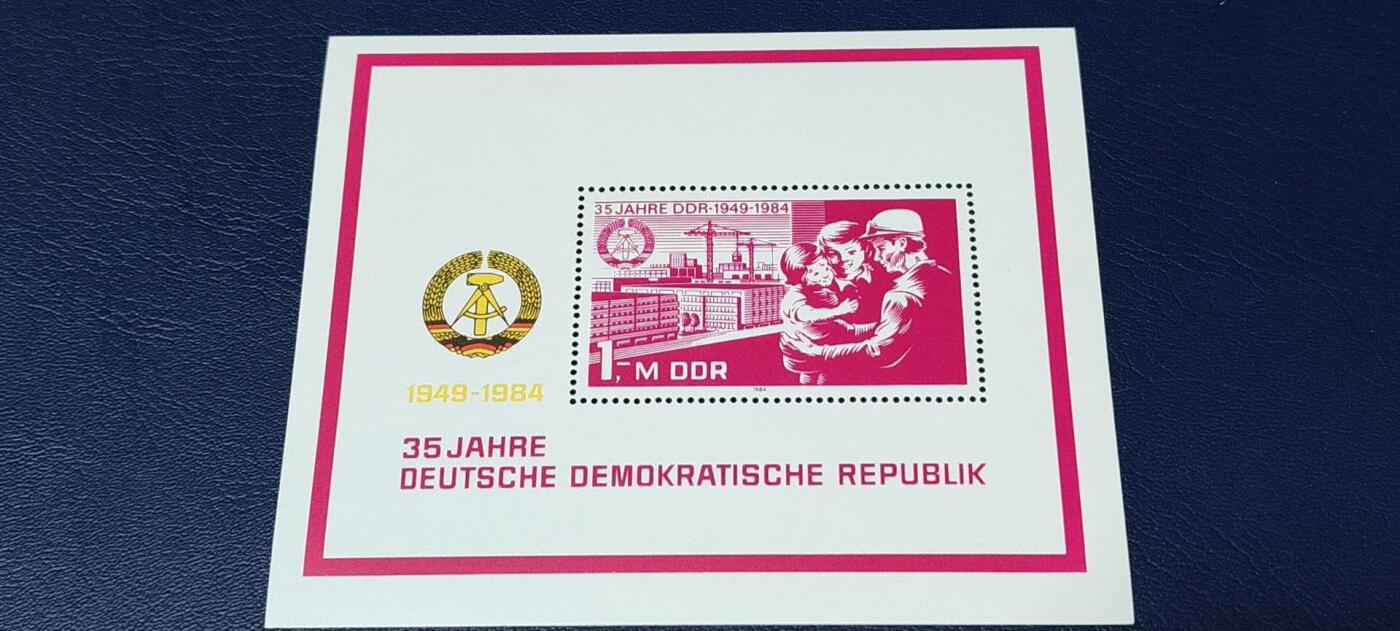 35 JAHRE DDR-1949-1984
1,- M DDR
1984
1949-1984
35 JAHRE
DEUTSCHE DEMOKRATISCHE REPUBLIK